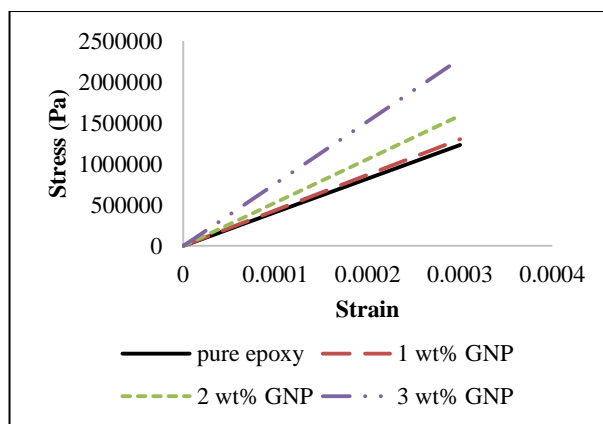 2500000
2000000
1500000
1000000
500000
0
Stress (Pa)
0 0.0001 0.0002 0.0003 0.0004
Strain
pure epoxy 1 wt% GNP
2 wt% GNP 3 wt% GNP